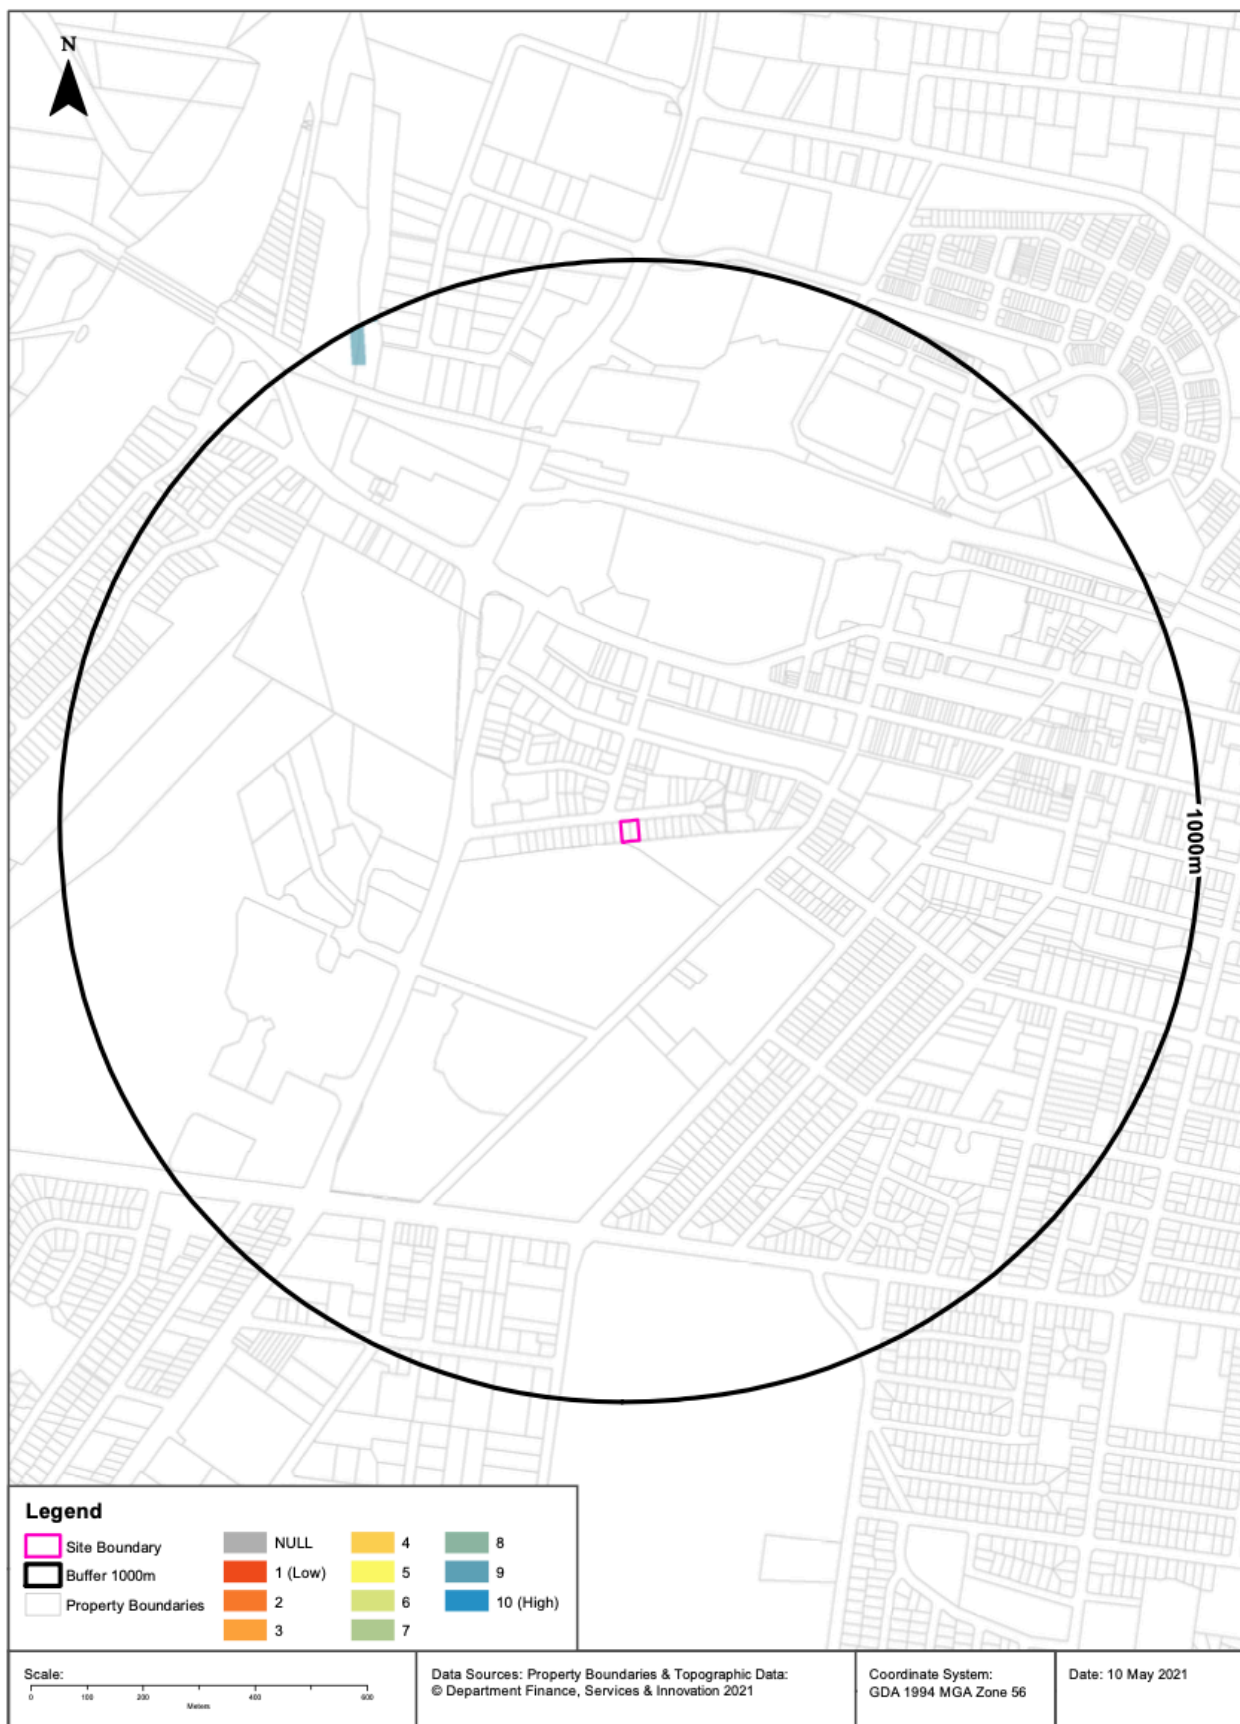 N
1000m
Legend
Site Boundary
Buffer 1000m
Property Boundaries
NULL
1 (Low)
2
3
4
5
6
7
8
9
10 (High)
Scale:
0 100 200 400 600
Meters
Data Sources: Property Boundaries & Topographic Data:
© Department Finance, Services & Innovation 2021
Coordinate System:
GDA 1994 MGA Zone 56
Date: 10 May 2021